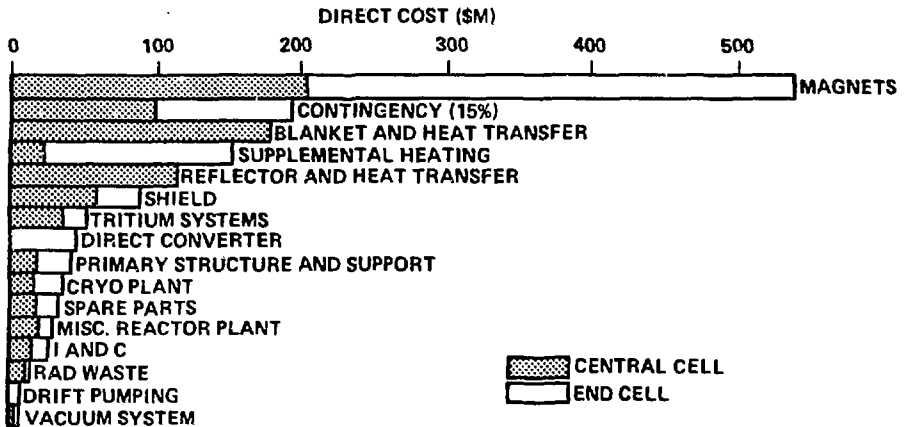 DIRECT COST ($M)
0 100 200 300 400 500
MAGNETS
CONTINGENCY (15%)
BLANKET AND HEAT TRANSFER
SUPPLEMENTAL HEATING
REFLECTOR AND HEAT TRANSFER
SHIELD
TRITIUM SYSTEMS
DIRECT CONVERTER
PRIMARY STRUCTURE AND SUPPORT
CRYO PLANT
SPARE PARTS
MISC. REACTOR PLANT
I AND C
RAD WASTE
DRIFT PUMPING
VACUUM SYSTEM
CENTRAL CELL
END CELL